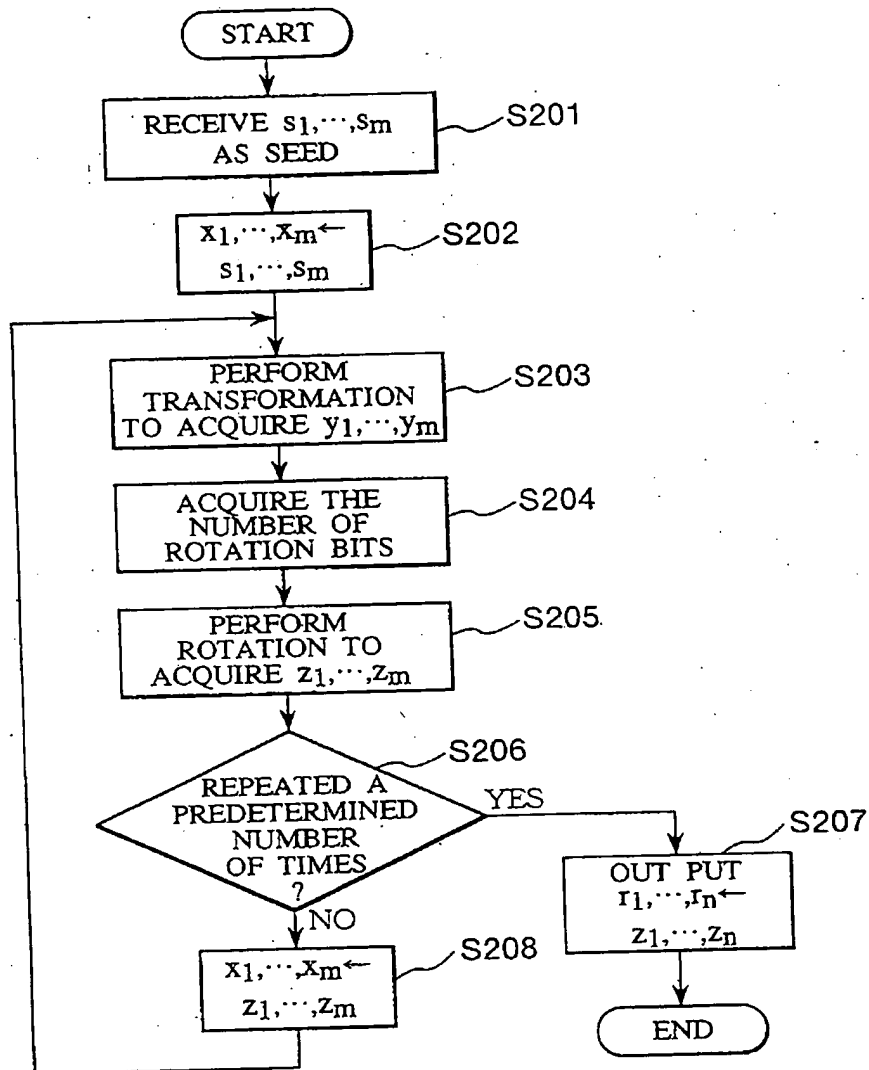 START
RECEIVE s1,···,sm
AS SEED
S201
x1,···,xm←
s1,···,sm
S202
PERFORM
TRANSFORMATION
TO ACQUIRE y1,···,ym
S203
ACQUIRE THE
NUMBER OF
ROTATION BITS
S204
PERFORM
ROTATION TO
ACQUIRE z1,···,zm
S205
REPEATED A
PREDETERMINED
NUMBER
OF TIMES
?
S206
YES
NO
OUT PUT
r1,···,rn←
z1,···,zn
S207
x1,···,xm←
z1,···,zm
S208
END